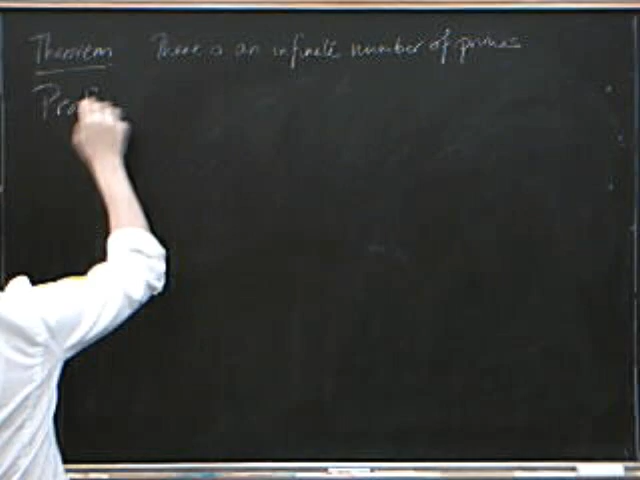 Theorem There is an infinite number of primes
Proof